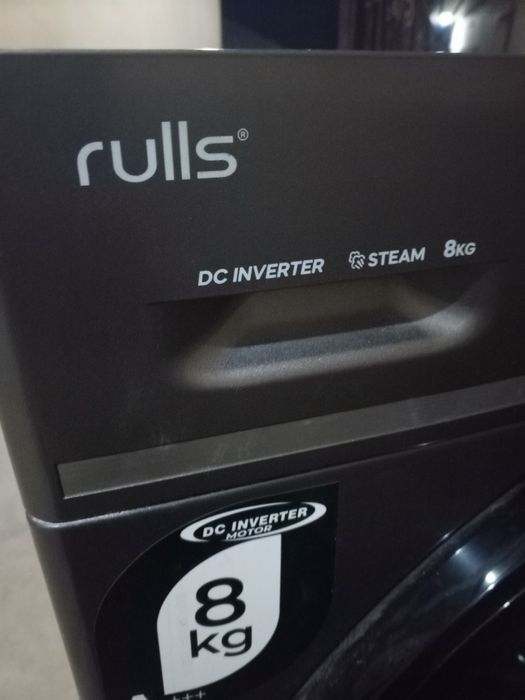 rulls®
DC INVERTER STEAM 8KG
DC INVERTER
MOTOR
8
kg
A+++